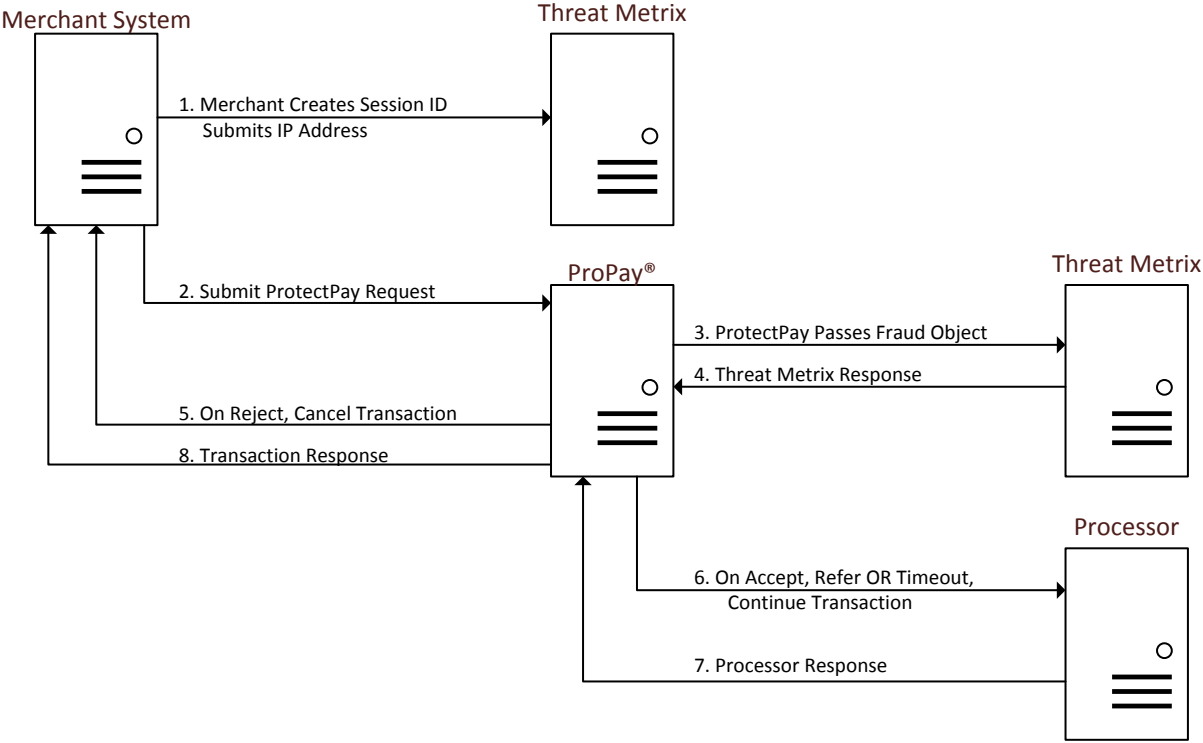 Merchant System
Threat Metrix
1. Merchant Creates Session ID
Submits IP Address
ProPay®
Threat Metrix
2. Submit ProtectPay Request
3. ProtectPay Passes Fraud Object
4. Threat Metrix Response
5. On Reject, Cancel Transaction
8. Transaction Response
Processor
6. On Accept, Refer OR Timeout,
Continue Transaction
7. Processor Response